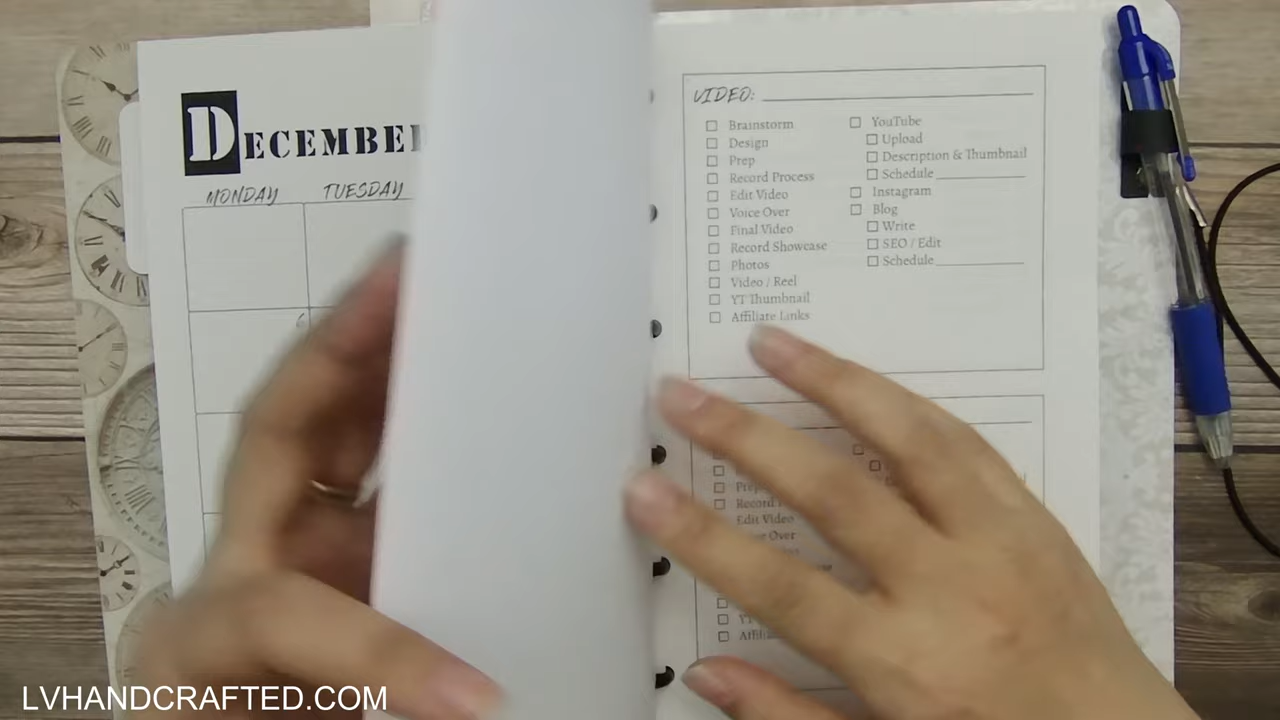 DECEMBER
MONDAY TUESDAY
VIDEO:
☐ Brainstorm
☐ Design
☐ Prep
☐ Record Process
☐ Edit Video
☐ Voice Over
☐ Final Video
☐ Record Showcase
☐ Photos
☐ Video / Reel
☐ YT Thumbnail
☐ Affiliate Links
☐ YouTube
☐ Upload
☐ Description & Thumbnail
☐ Schedule
☐ Instagram
☐ Blog
☐ Write
☐ SEO / Edit
☐ Schedule
Edit Video
Over
LVHANDCRAFTED.COM